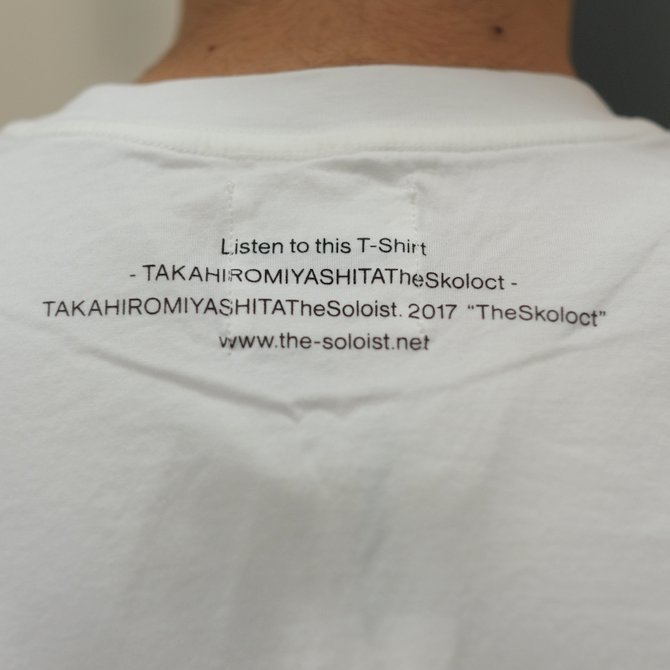 Listen to this T-Shirt
- TAKAHIROMIYASHITATheSkoloct -
TAKAHIROMIYASHITATheSoloist. 2017 “TheSkoloct”
www.the-soloist.net